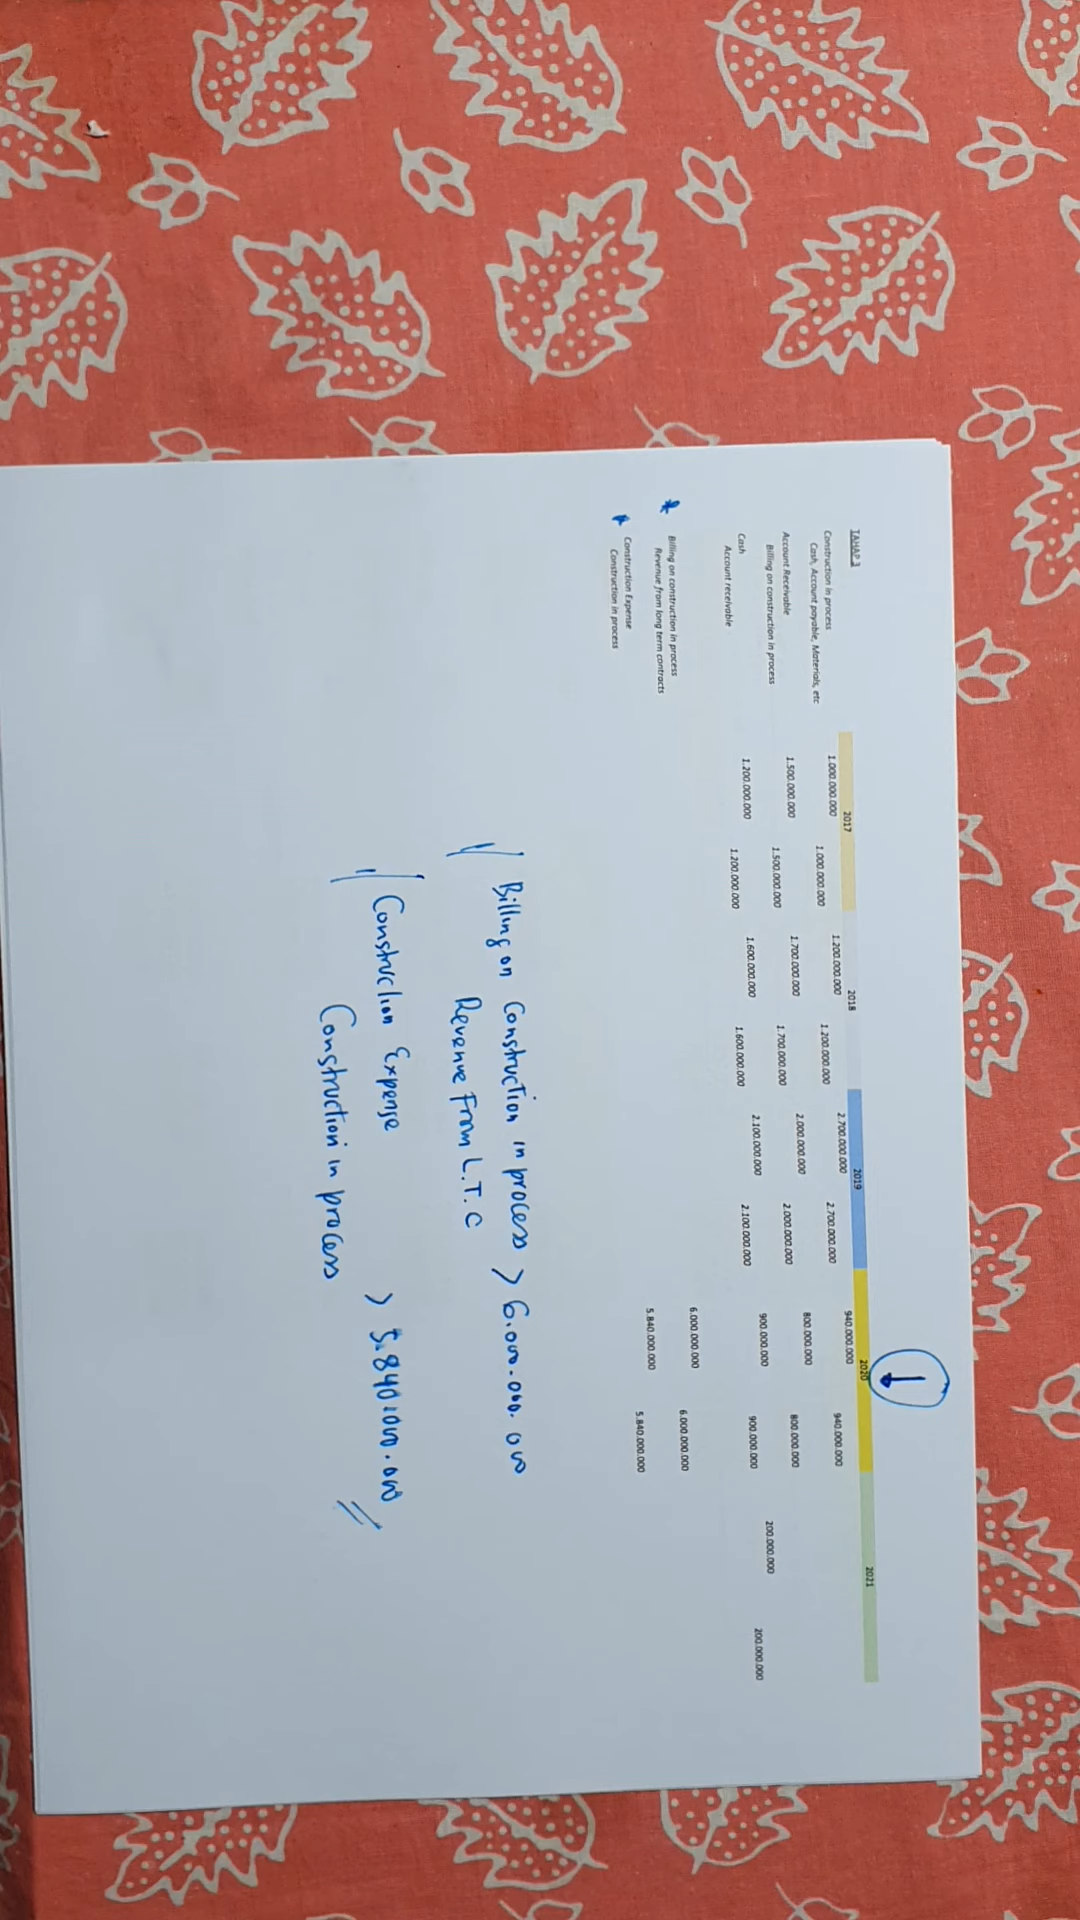 TAHAP 3
2017 2018 2019 2020 2021
Construction in process 1.000.000.000 1.200.000.000 2.700.000.000 940.000.000
Cash, Account payable, Materials, etc 1.000.000.000 1.200.000.000 2.700.000.000 940.000.000
Account Receivable 1.500.000.000 1.700.000.000 2.000.000.000 800.000.000
Billing on construction in process 1.500.000.000 1.700.000.000 2.000.000.000 800.000.000
Cash 1.200.000.000 1.600.000.000 2.100.000.000 900.000.000 200.000.000
Account receivable 1.200.000.000 1.600.000.000 2.100.000.000 900.000.000 200.000.000
Billing on construction in process 6.000.000.000
Revenue from long term contracts 6.000.000.000
Construction Expense 5.840.000.000
Construction in process 5.840.000.000
Billing on Construction in process > 6.000.000.000
Revenue From L.T.C
Construction Expense > 5.840.000.000
Construction in process